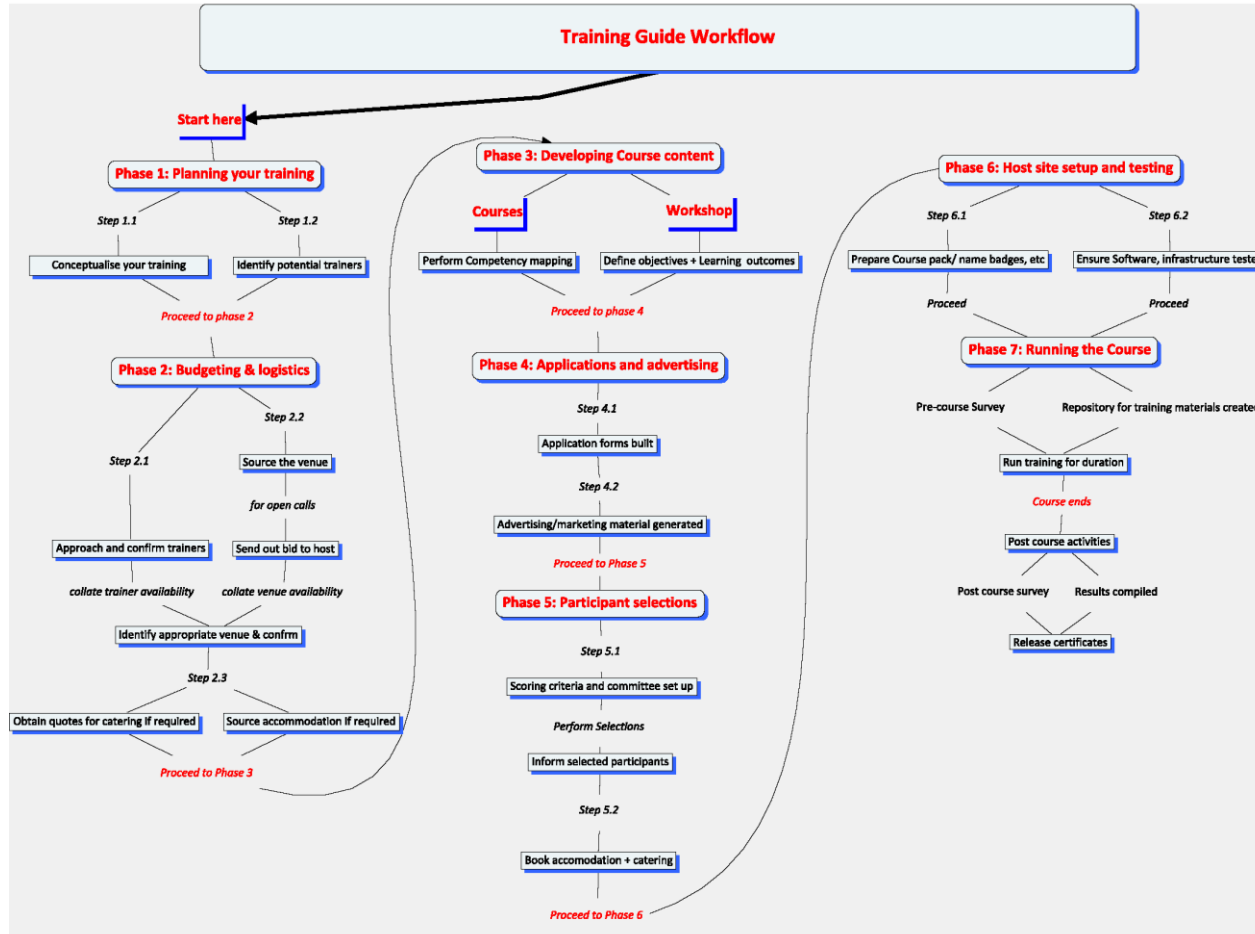 Training Guide Workflow
Start here
Phase 1: Planning your training
Step 1.1
Step 1.2
Conceptualise your training
Identify potential trainers
Proceed to phase 2
Phase 2: Budgeting & logistics
Step 2.2
Step 2.1
Source the venue
for open calls
Approach and confirm trainers
Send out bid to host
collate trainer availability
collate venue availability
Identify appropriate venue & confrm
Step 2.3
Obtain quotes for catering if required
Source accommodation if required
Proceed to Phase 3
Phase 3: Developing Course content
Courses
Workshop
Perform Competency mapping
Define objectives + Learning outcomes
Proceed to phase 4
Phase 4: Applications and advertising
Step 4.1
Application forms built
Step 4.2
Advertising/marketing material generated
Proceed to Phase 5
Phase 5: Participant selections
Step 5.1
Scoring criteria and committee set up
Perform Selections
Inform selected participants
Step 5.2
Book accomodation + catering
Proceed to Phase 6
Phase 6: Host site setup and testing
Step 6.1
Step 6.2
Prepare Course pack/ name badges, etc
Ensure Software, infrastructure teste
Proceed
Proceed
Phase 7: Running the Course
Pre-course Survey
Repository for training materials created
Run training for duration
Course ends
Post course activities
Post course survey
Results compiled
Release certificates